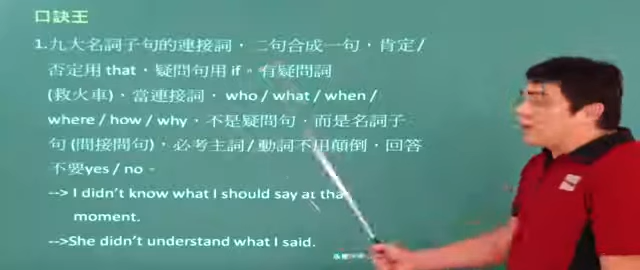 口訣王
1.九大名詞子句的連接詞，二句合成一句，肯定/
否定用 that，疑問句用 if。有疑問詞
(救火車)，當連接詞，who / what / when /
where / how / why，不是疑問句，而是名詞子
句 (間接問句)，必考主詞/動詞不用顛倒，回答
不要yes / no。
--> I didn't know what I should say at tha
moment.
-->She didn't understand what I said.